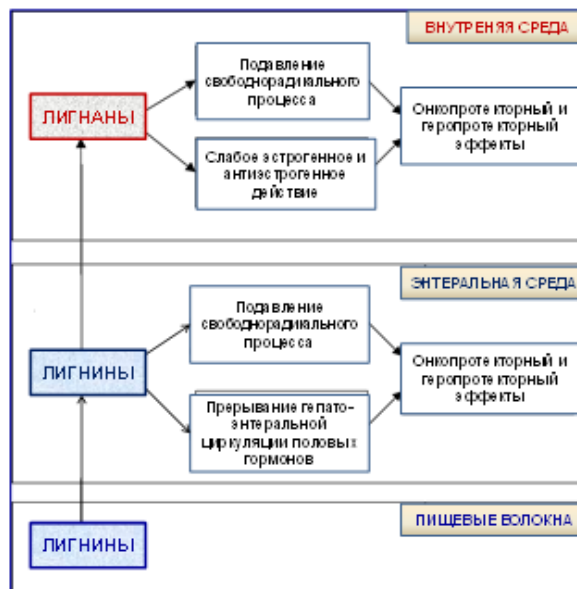 ВНУТРЕНЯЯ СРЕДА
Подавление
свободнорадикального
процесса
ЛИГНАНЫ
Онкопротекторный и
геропротекторный
эффекты
Слабое эстрогенное и
антиэстрогенное
действие
ЭНТЕРАЛЬНАЯ СРЕДА
Подавление
свободнорадикального
процесса
ЛИГНИНЫ
Онкопротекторный и
геропротекторный
эффекты
Прерывание гепато-
энтеральной
циркуляции половых
гормонов
ПИЩЕВЫЕ ВОЛОКНА
ЛИГНИНЫ